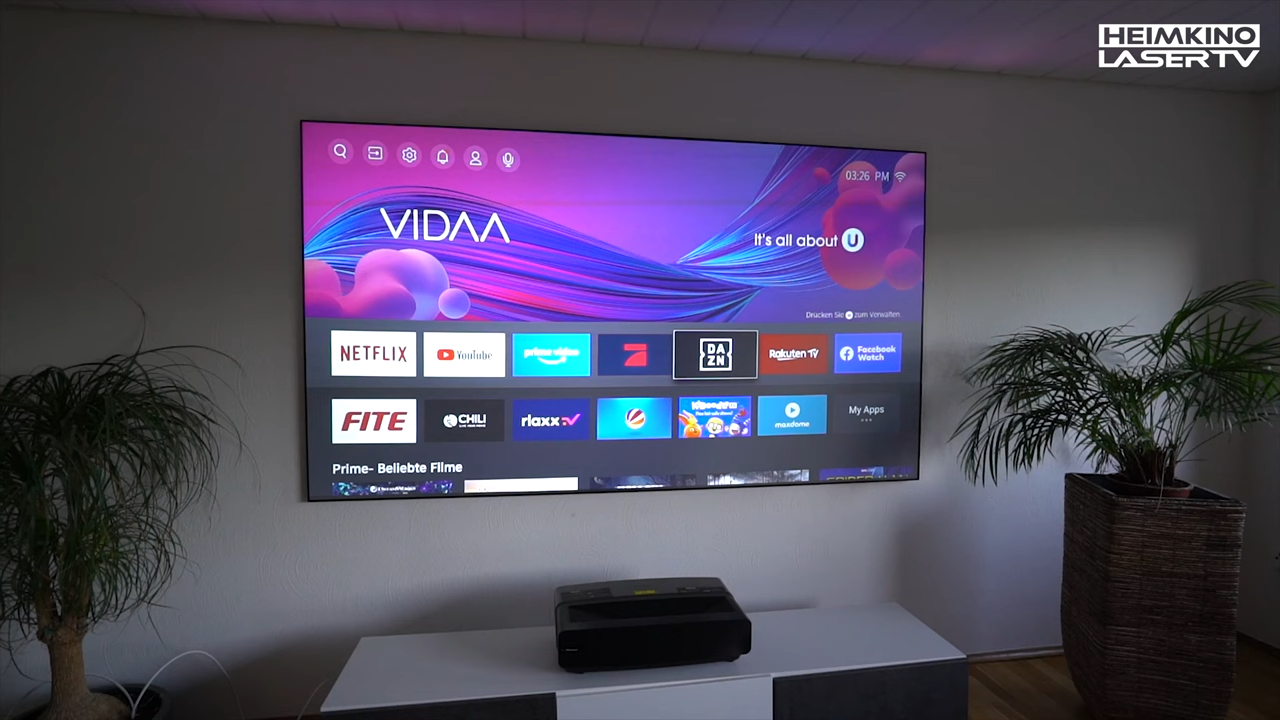 HEIMKINO
LASERTV
03:26 PM
VIDAA
It's all about U
Drücken Sie zum Verwalten.
NETFLIX
YouTube
prime video
DAZN
Rakuten TV
Facebook Watch
FITE
CHILI
rlaxx
maxdome
My Apps
Prime- Beliebte Filme